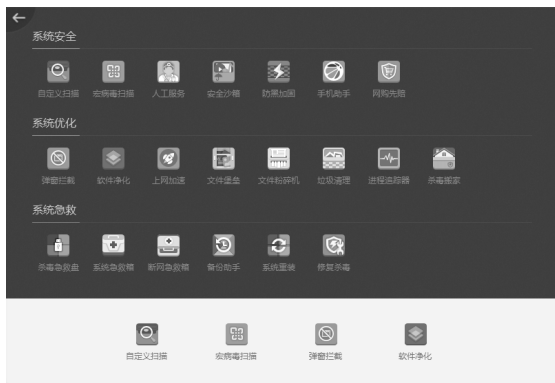 系统安全
自定义扫描 宏病毒扫描 人工服务 安全沙箱 防黑加固 手机助手 网购先赔
系统优化
弹窗拦截 软件净化 上网加速 文件堡垒 文件粉碎机 垃圾清理 进程追踪器 杀毒搬家
系统急救
杀毒急救盘 系统急救箱 断网急救箱 备份助手 系统重装 修复杀毒
自定义扫描 宏病毒扫描 弹窗拦截 软件净化